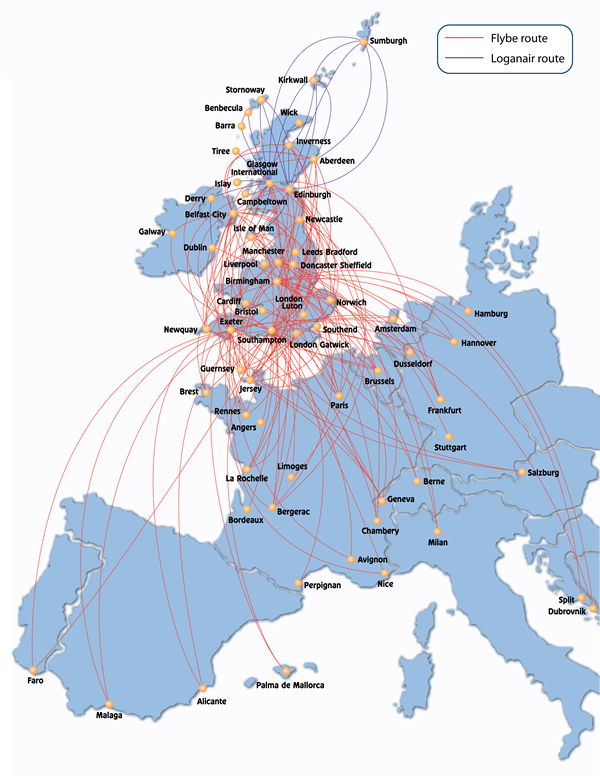 Flybe route
Loganair route
Sumburgh
Kirkwall
Stornoway
Benbecula
Wick
Barra
Inverness
Tiree
Aberdeen
Glasgow
International
Islay
Edinburgh
Derry
Campbeltown
Belfast City
Newcastle
Galway
Isle of Man
Dublin
Manchester
Leeds Bradford
Liverpool
Doncaster Sheffield
Birmingham
Cardiff
London
Luton
Norwich
Bristol
Hamburg
Exeter
Newquay
Southend
Amsterdam
Southampton
London Gatwick
Hannover
Dusseldorf
Guernsey
Brussels
Jersey
Brest
Paris
Rennes
Frankfurt
Angers
Stuttgart
Limoges
La Rochelle
Salzburg
Berne
Geneva
Bordeaux
Bergerac
Chambery
Milan
Avignon
Nice
Perpignan
Split
Dubrovnik
Faro
Palma de Mallorca
Alicante
Malaga